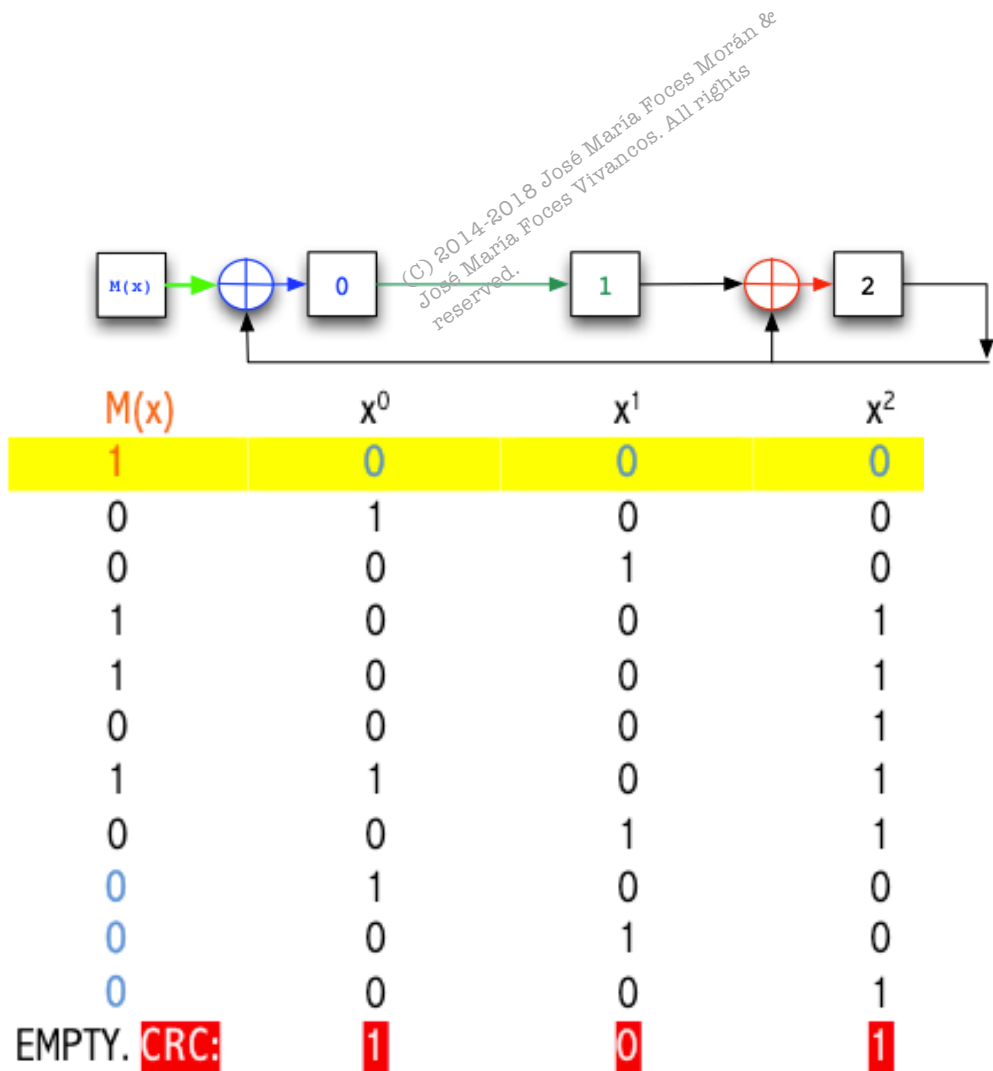 (C) 2014-2018 José María Foces Morán &
José María Foces Vivancos. All rights
reserved.
M(x) 0 1 2
M(x) x⁰ x¹ x²
1 0 0 0
0 1 0 0
0 0 1 0
1 0 0 1
1 0 0 1
0 0 0 1
1 1 0 1
0 0 1 1
0 1 0 0
0 0 1 0
0 0 0 1
EMPTY. CRC: 1 0 1